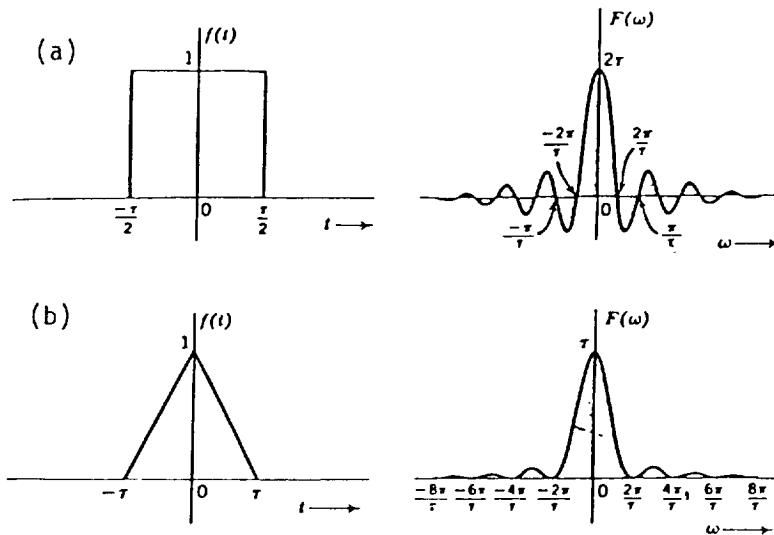 (a)
f(t)
1
-τ/2 0 τ/2 t →
F(ω)
2τ
-2π/τ 2π/τ
0
-π/τ π/τ
ω →
(b)
f(t)
1
-τ 0 τ
t →
F(ω)
τ
-8π/τ -6π/τ -4π/τ -2π/τ 0 2π/τ 4π/τ 6π/τ 8π/τ
ω →